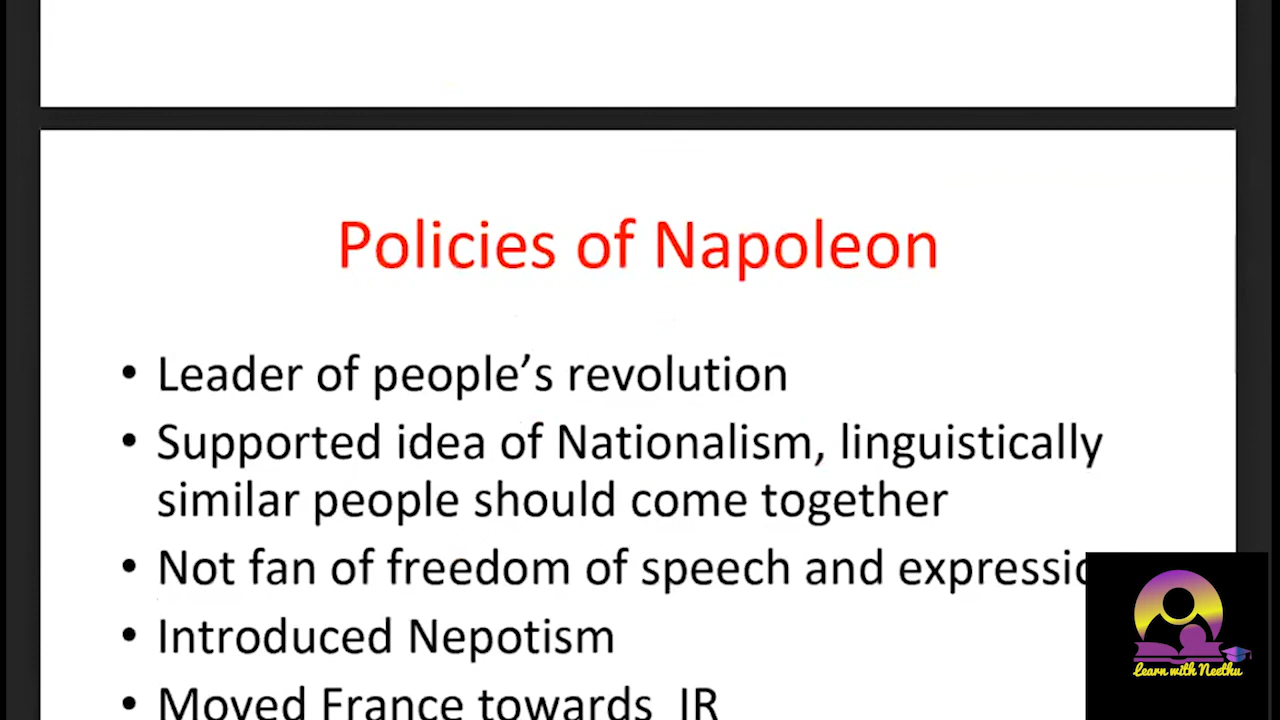 Policies of Napoleon
• Leader of people’s revolution
• Supported idea of Nationalism, linguistically
similar people should come together
• Not fan of freedom of speech and
• Introduced Nepotism
• Moved France towards IR
Learn with Neethu